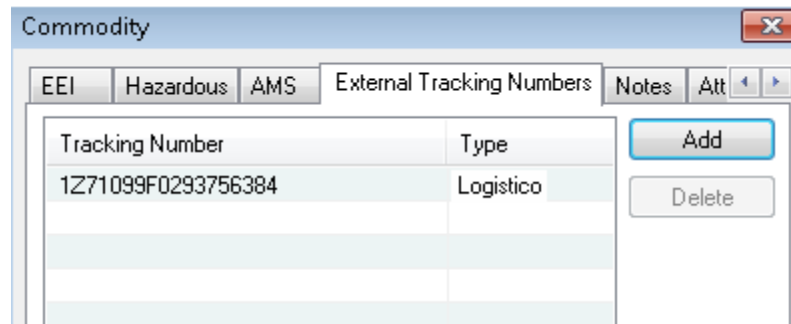 Commodity
EEI Hazardous AMS External Tracking Numbers Notes Att
Tracking Number Type Add
1Z71099F0293756384 Logistico Delete